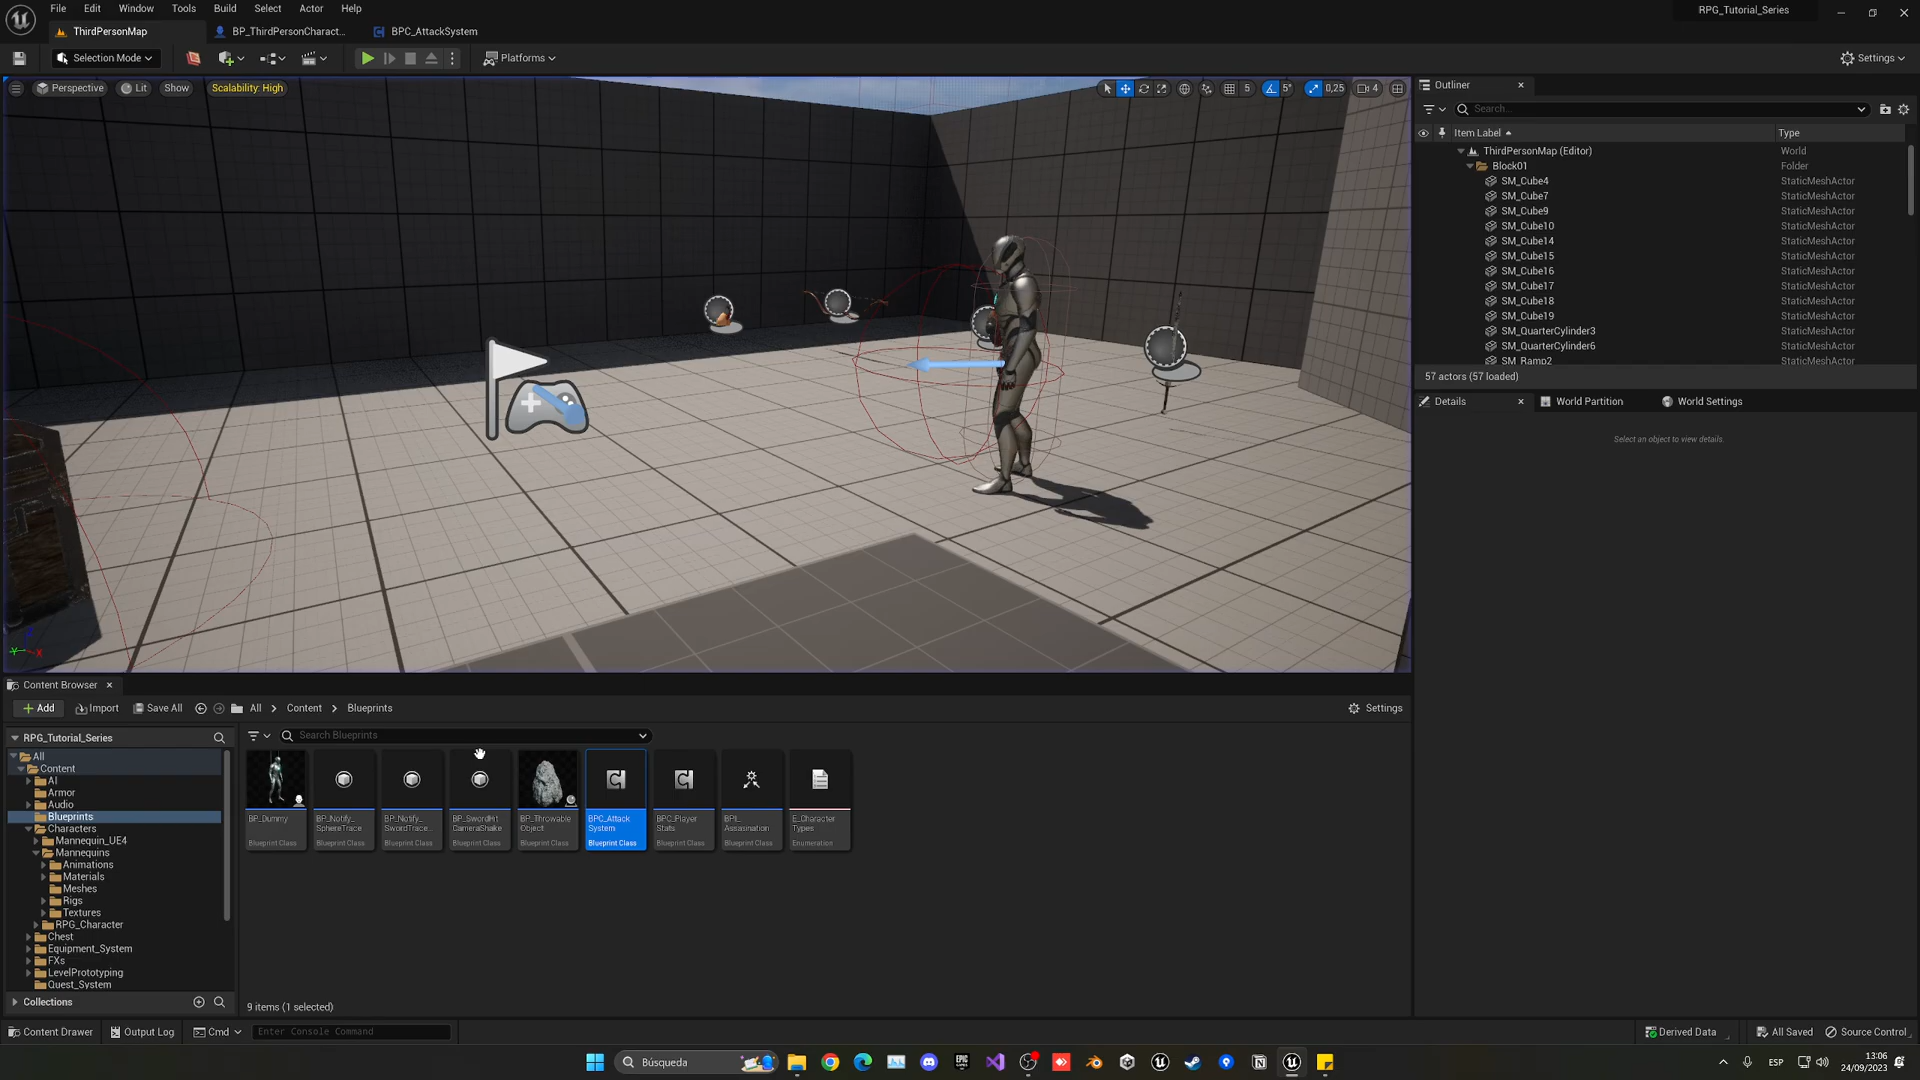 File Edit Window Tools Build Select Actor Help
RPG_Tutorial_Series
ThirdPersonMap
BP_ThirdPersonCharact...
BPC_AttackSystem
Selection Mode
Platforms
Settings
Perspective
Lit
Show
Scalability: High
5
5°
0,25
4
Outliner
Search...
Item Label
Type
ThirdPersonMap (Editor) World
Block01 Folder
SM_Cube4 StaticMeshActor
SM_Cube7 StaticMeshActor
SM_Cube9 StaticMeshActor
SM_Cube10 StaticMeshActor
SM_Cube14 StaticMeshActor
SM_Cube15 StaticMeshActor
SM_Cube16 StaticMeshActor
SM_Cube17 StaticMeshActor
SM_Cube18 StaticMeshActor
SM_Cube19 StaticMeshActor
SM_QuarterCylinder3 StaticMeshActor
SM_QuarterCylinder6 StaticMeshActor
SM_Ramp2 StaticMeshActor
57 actors (57 loaded)
Details
World Partition
World Settings
Select an object to view details.
Content Browser
Add
Import
Save All
All
Content
Blueprints
Settings
RPG_Tutorial_Series
Search Blueprints
All
Content
AI
Armor
Audio
Blueprints
Characters
Mannequin_UE4
Mannequins
Animations
Materials
Meshes
Rigs
Textures
RPG_Character
Chest
Equipment_System
FXs
LevelPrototyping
Quest_System
Collections
BP_Dummy
Blueprint Class
BP_Notify_
SphereTrace
Blueprint Class
BP_Notify_
SwordTrace...
Blueprint Class
BP_SwordHit
CameraShake
Blueprint Class
BP_Throwable
Object
Blueprint Class
BPC_Attack
System
Blueprint Class
BPC_Player
Stats
Blueprint Class
BPI_
Assasination
Blueprint Class
E_Character
Types
Enumeration
9 items (1 selected)
Content Drawer
Output Log
Cmd
Enter Console Command
Derived Data
All Saved
Source Control
Búsqueda
ESP
13:06
24/09/2023